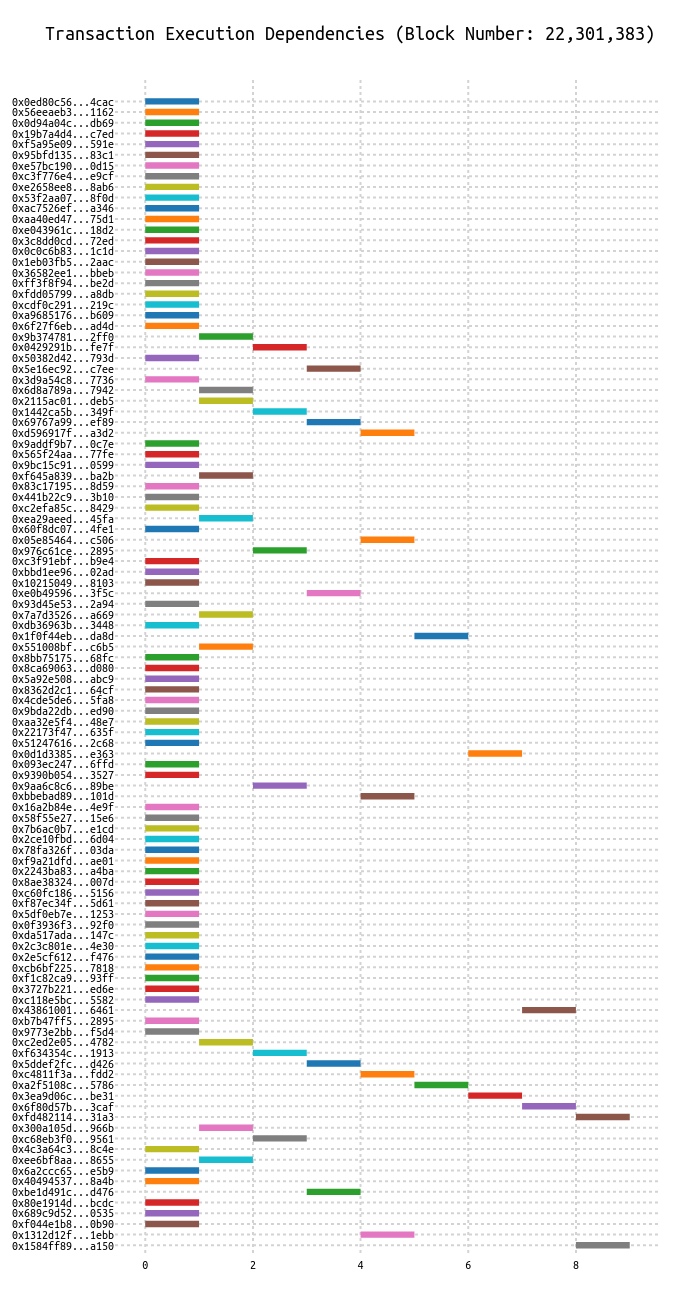 Transaction Execution Dependencies (Block Number: 22,301,383)
0x0ed80c56...4cac
0x56eeaeb3...1162
0x0d94a04c...db69
0x19b7a4d4...c7ed
0xf5a95e09...591e
0x95bfd135...83c1
0xe57bc190...0d15
0xc3f776e4...e9cf
0xe2658ee8...8ab6
0x53f2aa07...8f0d
0xac7526ef...a346
0xaa40ed47...75d1
0xe043961c...18d2
0x3c8dd0cd...72ed
0x0c0c6b83...1c1d
0x1eb03fb5...2aac
0x36582ee1...bbeb
0xff3f8f94...be2d
0xfdd05799...a8db
0xcdf0c291...219c
0xa9685176...b609
0x6f27f6eb...ad4d
0x9b374781...2ff0
0x0429291b...fe7f
0x50382d42...793d
0x5e16ec92...c7ee
0x3d9a54c8...7736
0x6d8a789a...7942
0x2115ac01...deb5
0x1442ca5b...349f
0x69767a99...ef89
0xd596917f...a3d2
0x9addf9b7...0c7e
0x565f24aa...77fe
0x9bc15c91...0599
0xf645a839...ba2b
0x83c17195...8d59
0x441b22c9...3b10
0xc2efa85c...8429
0xea29aeed...45fa
0x60f8dc07...4fe1
0x05e85464...c506
0x976c61ce...2895
0xc3f91ebf...b9e4
0xbbd1ee96...02ad
0x10215049...8103
0xe0b49596...3f5c
0x93d45e53...2a94
0x7a7d3526...a669
0xdb36963b...3448
0x1f0f44eb...da8d
0x551008bf...c6b5
0x8bb75175...68fc
0x8ca69063...d080
0x5a92e508...abc9
0x8362d2c1...64cf
0x4cde5de6...5fa8
0x9bda22db...ed90
0xaa32e5f4...48e7
0x22173f47...635f
0x51247616...2c68
0x0d1d3385...e363
0x093ec247...6ffd
0x9390b054...3527
0x9aa6c8c6...89be
0xbbebad89...101d
0x16a2b84e...4e9f
0x58f55e27...15e6
0x7b6ac0b7...e1cd
0x2ce10fbd...6d04
0x78fa326f...03da
0xf9a21dfd...ae01
0x2243ba83...a4ba
0x8ae38324...007d
0xc60fc186...5156
0xf87ec34f...5d61
0x5df0eb7e...1253
0x0f3936f3...92f0
0xda517ada...147c
0x2c3c801e...4e30
0x2e5cf612...f476
0xcb6bf225...7818
0xf1c82ca9...93ff
0x3727b221...ed6e
0xc118e5bc...5582
0x43861001...6461
0xb7b47ff5...2895
0x9773e2bb...f5d4
0xc2ed2e05...4782
0xf634354c...1913
0x5ddef2fc...d426
0xc4811f3a...fdd2
0xa2f5108c...5786
0x3ea9d06c...be31
0x6f80d57b...3caf
0xfd482114...31a3
0x300a105d...966b
0xc68eb3f0...9561
0x4c3a64c3...8c4e
0xee6bf8aa...8655
0x6a2ccc65...e5b9
0x40494537...8a4b
0xbe1d491c...d476
0x80e1914d...bcdc
0x689c9d52...0535
0xf044e1b8...0b90
0x1312d12f...1ebb
0x1584ff89...a150
0 2 4 6 8